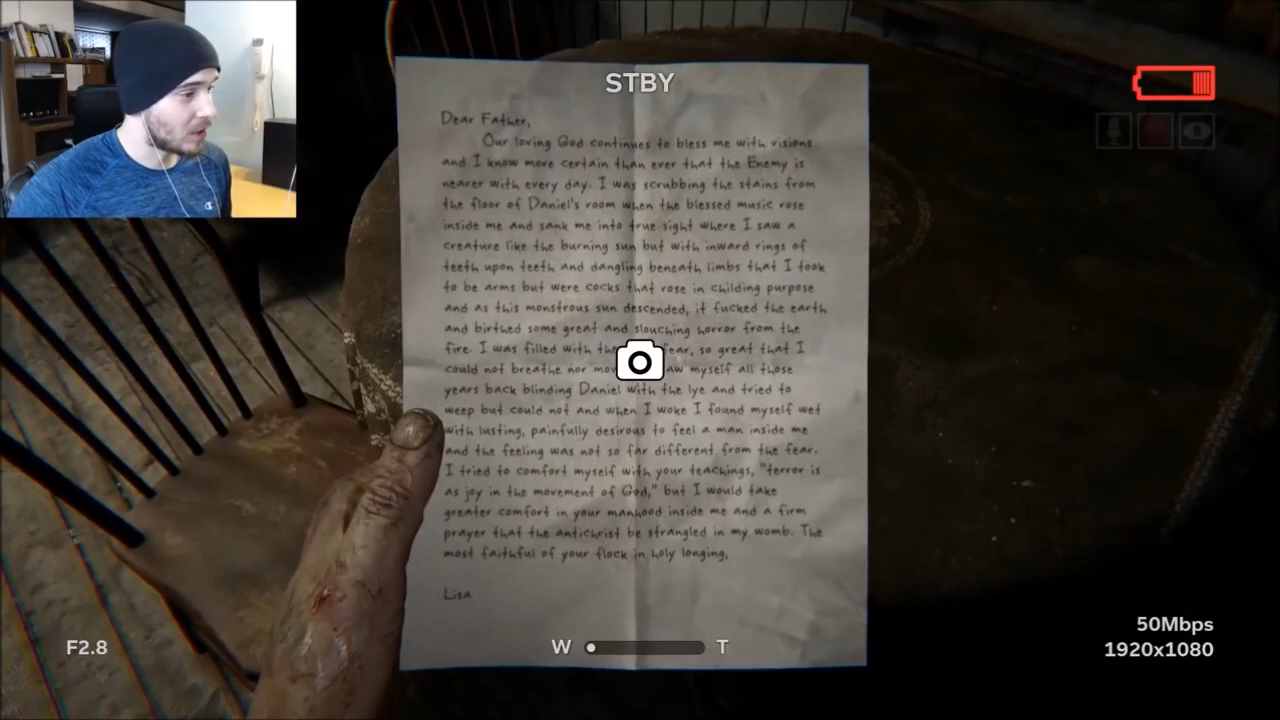 STBY
Dear Father,
Our loving God continues to bless me with visions
and I know more certain than ever that the Enemy is
nearer with every day. I was scrubbing the stains from
the floor of Daniel's room when the blessed music rose
inside me and sank me into true sight where I saw a
creature like the burning sun but with inward rings of
teeth upon teeth and dangling beneath limbs that I took
to be arms but were cocks that rose in childing purpose
and as this monstrous sun descended, it fucked the earth
and birthed some great and slouching horror from the
fire. I was filled with the fear, so great that I
could not breathe nor saw myself all those
years back blinding Daniel with the lye and tried to
weep but could not and when I woke I found myself wet
with lusting, painfully desirous to feel a man inside me
and the feeling was not so far different from the fear.
I tried to comfort myself with your teachings, "terror is
as joy in the movement of God," but I would take
greater comfort in your manhood inside me and a firm
prayer that the antichrist be strangled in my womb. The
most faithful of your flock in holy longing,
Lisa
F2.8
W T
50Mbps
1920x1080